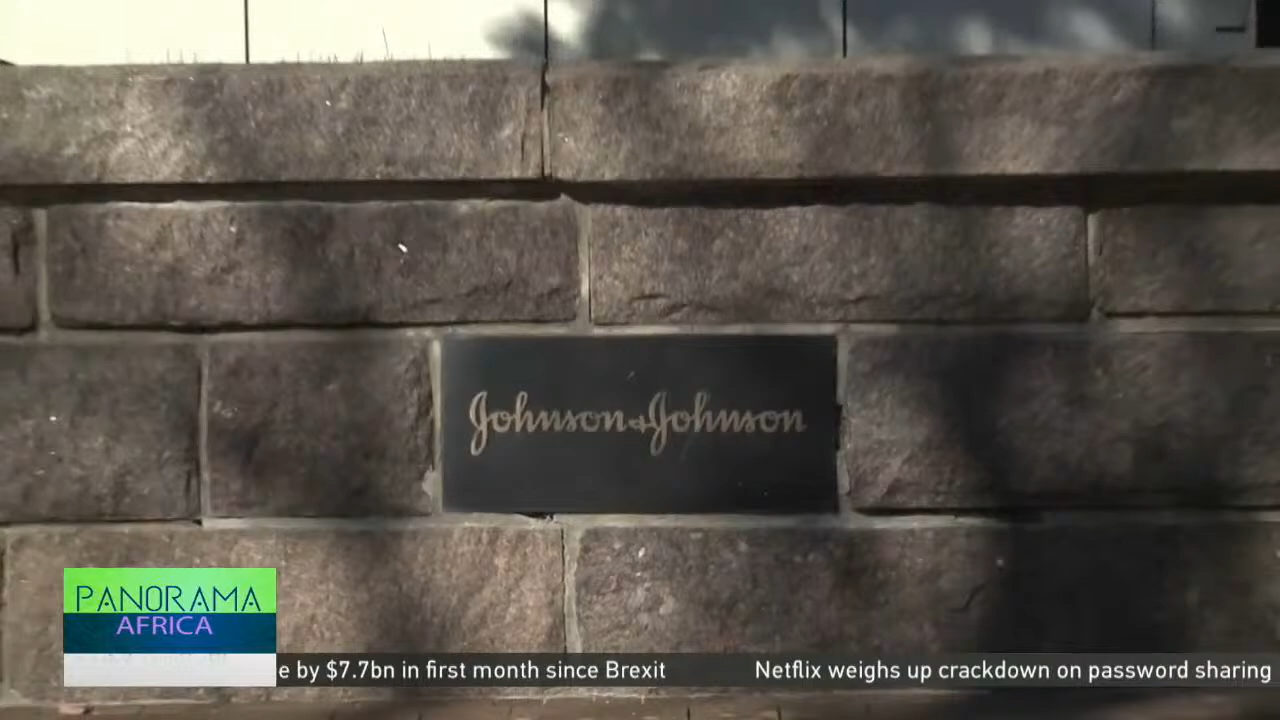 Johnson & Johnson
PANORAMA
AFRICA
e by $7.7bn in first month since Brexit
Netflix weighs up crackdown on password sharing